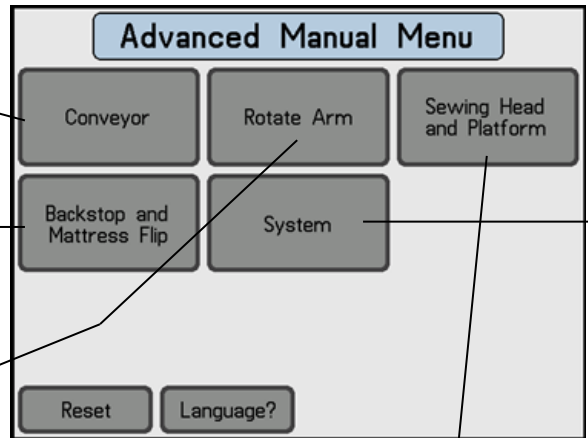 Advanced Manual Menu
Conveyor
Rotate Arm
Sewing Head
and Platform
Backstop and
Mattress Flip
System
Reset
Language?